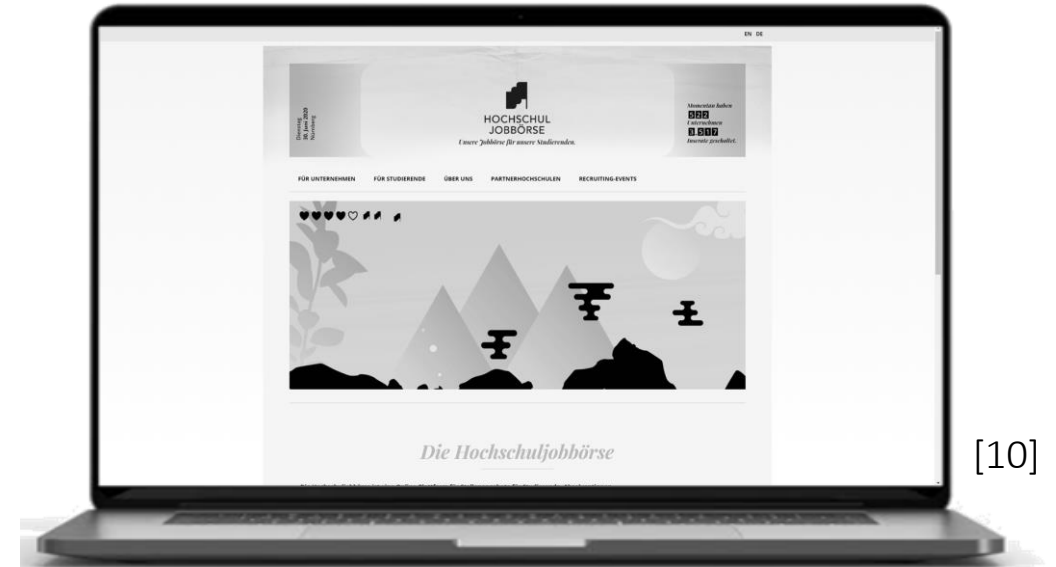 EN DE
Dienstag
30. Juni 2020
Nürnberg
HOCHSCHUL
JOBBÖRSE
Unsere Jobbörse für unsere Studierenden.
Momentan haben
522
Unternehmen
3.517
Inserate geschaltet.
FÜR UNTERNEHMEN FÜR STUDIERENDE ÜBER UNS PARTNERHOCHSCHULEN RECRUITING-EVENTS
Die Hochschuljobbörse
[10]